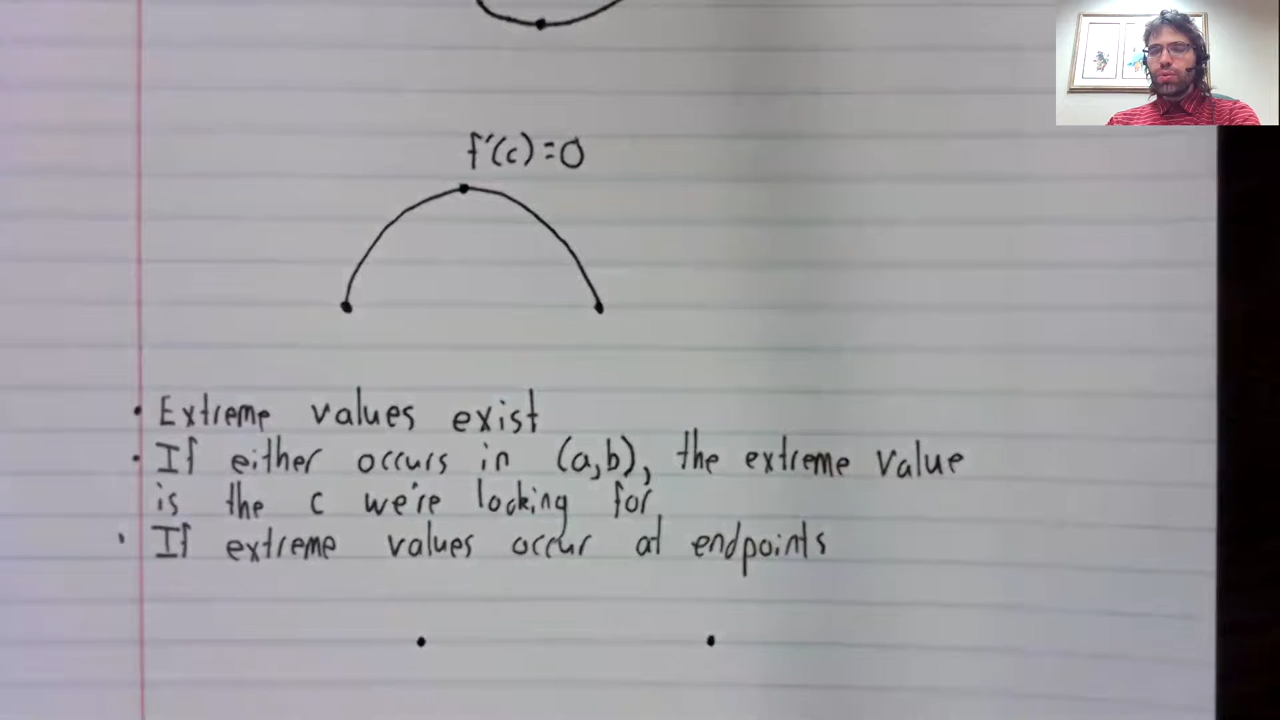 f'(c)=0
• Extreme values exist
• If either occurs in (a,b), the extreme value
is the c we're looking for
• If extreme values occur at endpoints